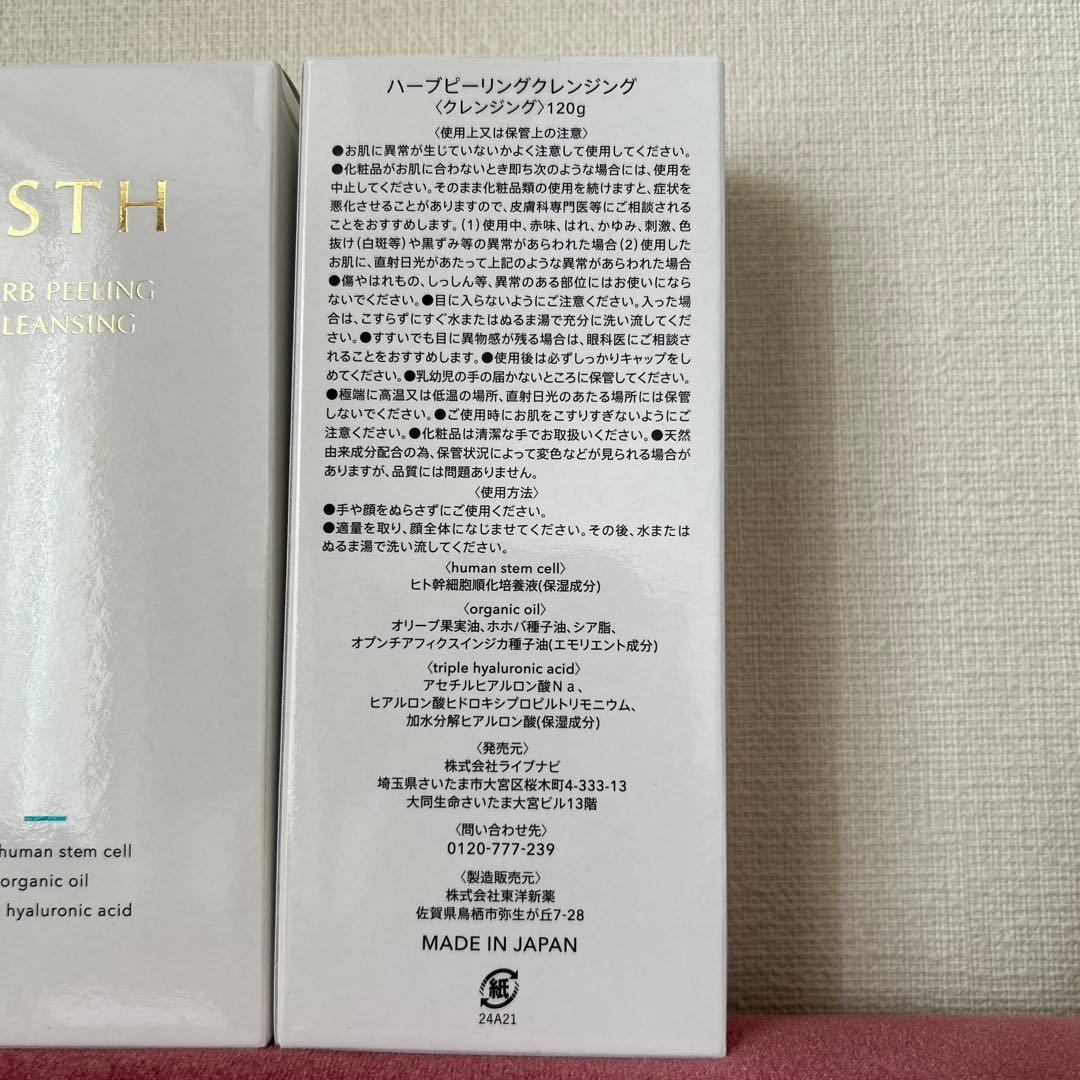 STH
RB PEELING
LEANSING
human stem cell
organic oil
hyaluronic acid
ハーブピーリングクレンジング
〈クレンジング〉120g
〈使用上又は保管上の注意〉
●お肌に異常が生じていないかよく注意して使用してください。
●化粧品がお肌に合わないとき即ち次のような場合には、使用を
中止してください。そのまま化粧品類の使用を続けますと、症状を
悪化させることがありますので、皮膚科専門医等にご相談される
ことをおすすめします。(1)使用中、赤味、はれ、かゆみ、刺激、色
抜け(白斑等)や黒ずみ等の異常があらわれた場合(2)使用した
お肌に、直射日光があたって上記のような異常があらわれた場合
●傷やはれもの、しっしん等、異常のある部位にはお使いになら
ないでください。●目に入らないようにご注意ください。入った場
合は、こすらずにすぐ水またはぬるま湯で充分に洗い流してくだ
さい。●すすいでも目に異物感が残る場合は、眼科医にご相談さ
れることをおすすめします。●使用後は必ずしっかりキャップをし
めてください。●乳幼児の手の届かないところに保管してください。
●極端に高温又は低温の場所、直射日光のあたる場所には保管
しないでください。●ご使用時にお肌をこすりすぎないようにご
注意ください。●化粧品は清潔な手でお取扱いください。●天然
由来成分配合の為、保管状況によって変色などが見られる場合が
ありますが、品質には問題ありません。
〈使用方法〉
●手や顔をぬらさずにご使用ください。
●適量を取り、顔全体になじませてください。その後、水または
ぬるま湯で洗い流してください。
〈human stem cell〉
ヒト幹細胞順化培養液(保湿成分)
〈organic oil〉
オリーブ果実油、ホホバ種子油、シア脂、
オプンチアフィクスインジカ種子油(エモリエント成分)
〈triple hyaluronic acid〉
アセチルヒアルロン酸Na、
ヒアルロン酸ヒドロキシプロピルトリモニウム、
加水分解ヒアルロン酸(保湿成分)
〈発売元〉
株式会社ライブナビ
埼玉県さいたま市大宮区桜木町4-333-13
大同生命さいたま大宮ビル13階
〈問い合わせ先〉
0120-777-239
〈製造販売元〉
株式会社東洋新薬
佐賀県鳥栖市弥生が丘7-28
MADE IN JAPAN
紙
24A21